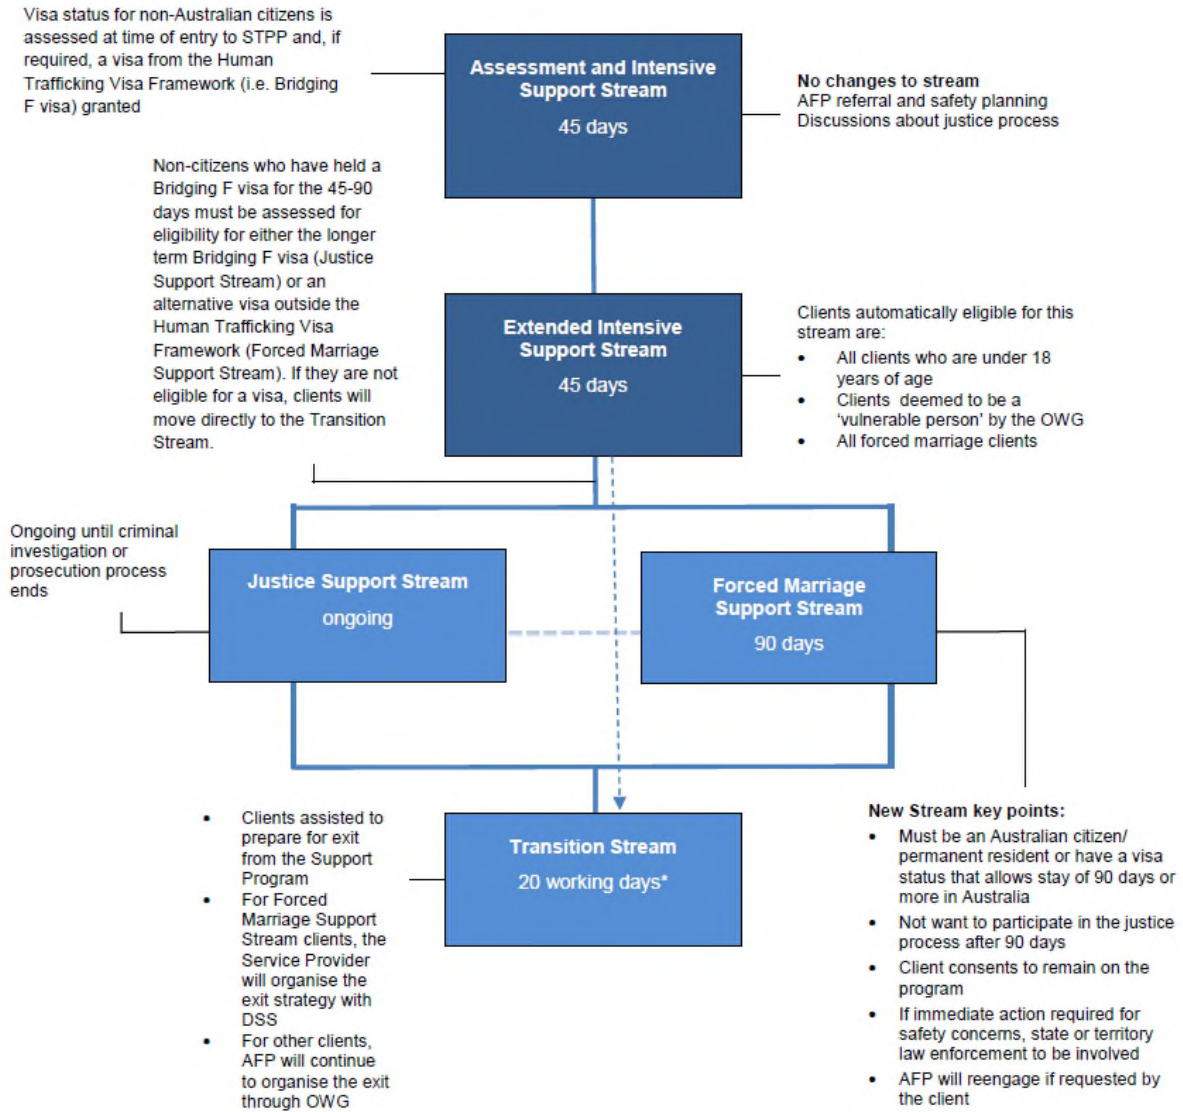 Visa status for non-Australian citizens is
assessed at time of entry to STPP and, if
required, a visa from the Human
Trafficking Visa Framework (i.e. Bridging
F visa) granted
Assessment and Intensive
Support Stream
45 days
No changes to stream
AFP referral and safety planning
Discussions about justice process
Non-citizens who have held a
Bridging F visa for the 45-90
days must be assessed for
eligibility for either the longer
term Bridging F visa (Justice
Support Stream) or an
alternative visa outside the
Human Trafficking Visa
Framework (Forced Marriage
Support Stream). If they are not
eligible for a visa, clients will
move directly to the Transition
Stream.
Extended Intensive
Support Stream
45 days
Clients automatically eligible for this
stream are:
• All clients who are under 18
years of age
• Clients deemed to be a
‘vulnerable person’ by the OWG
• All forced marriage clients
Ongoing until criminal
investigation or
prosecution process
ends
Justice Support Stream
ongoing
Forced Marriage
Support Stream
90 days
• Clients assisted to
prepare for exit
from the Support
Program
• For Forced
Marriage Support
Stream clients, the
Service Provider
will organise the
exit strategy with
DSS
• For other clients,
AFP will continue
to organise the exit
through OWG
Transition Stream
20 working days*
New Stream key points:
• Must be an Australian citizen/
permanent resident or have a visa
status that allows stay of 90 days or
more in Australia
• Not want to participate in the justice
process after 90 days
• Client consents to remain on the
program
• If immediate action required for
safety concerns, state or territory
law enforcement to be involved
• AFP will reengage if requested by
the client